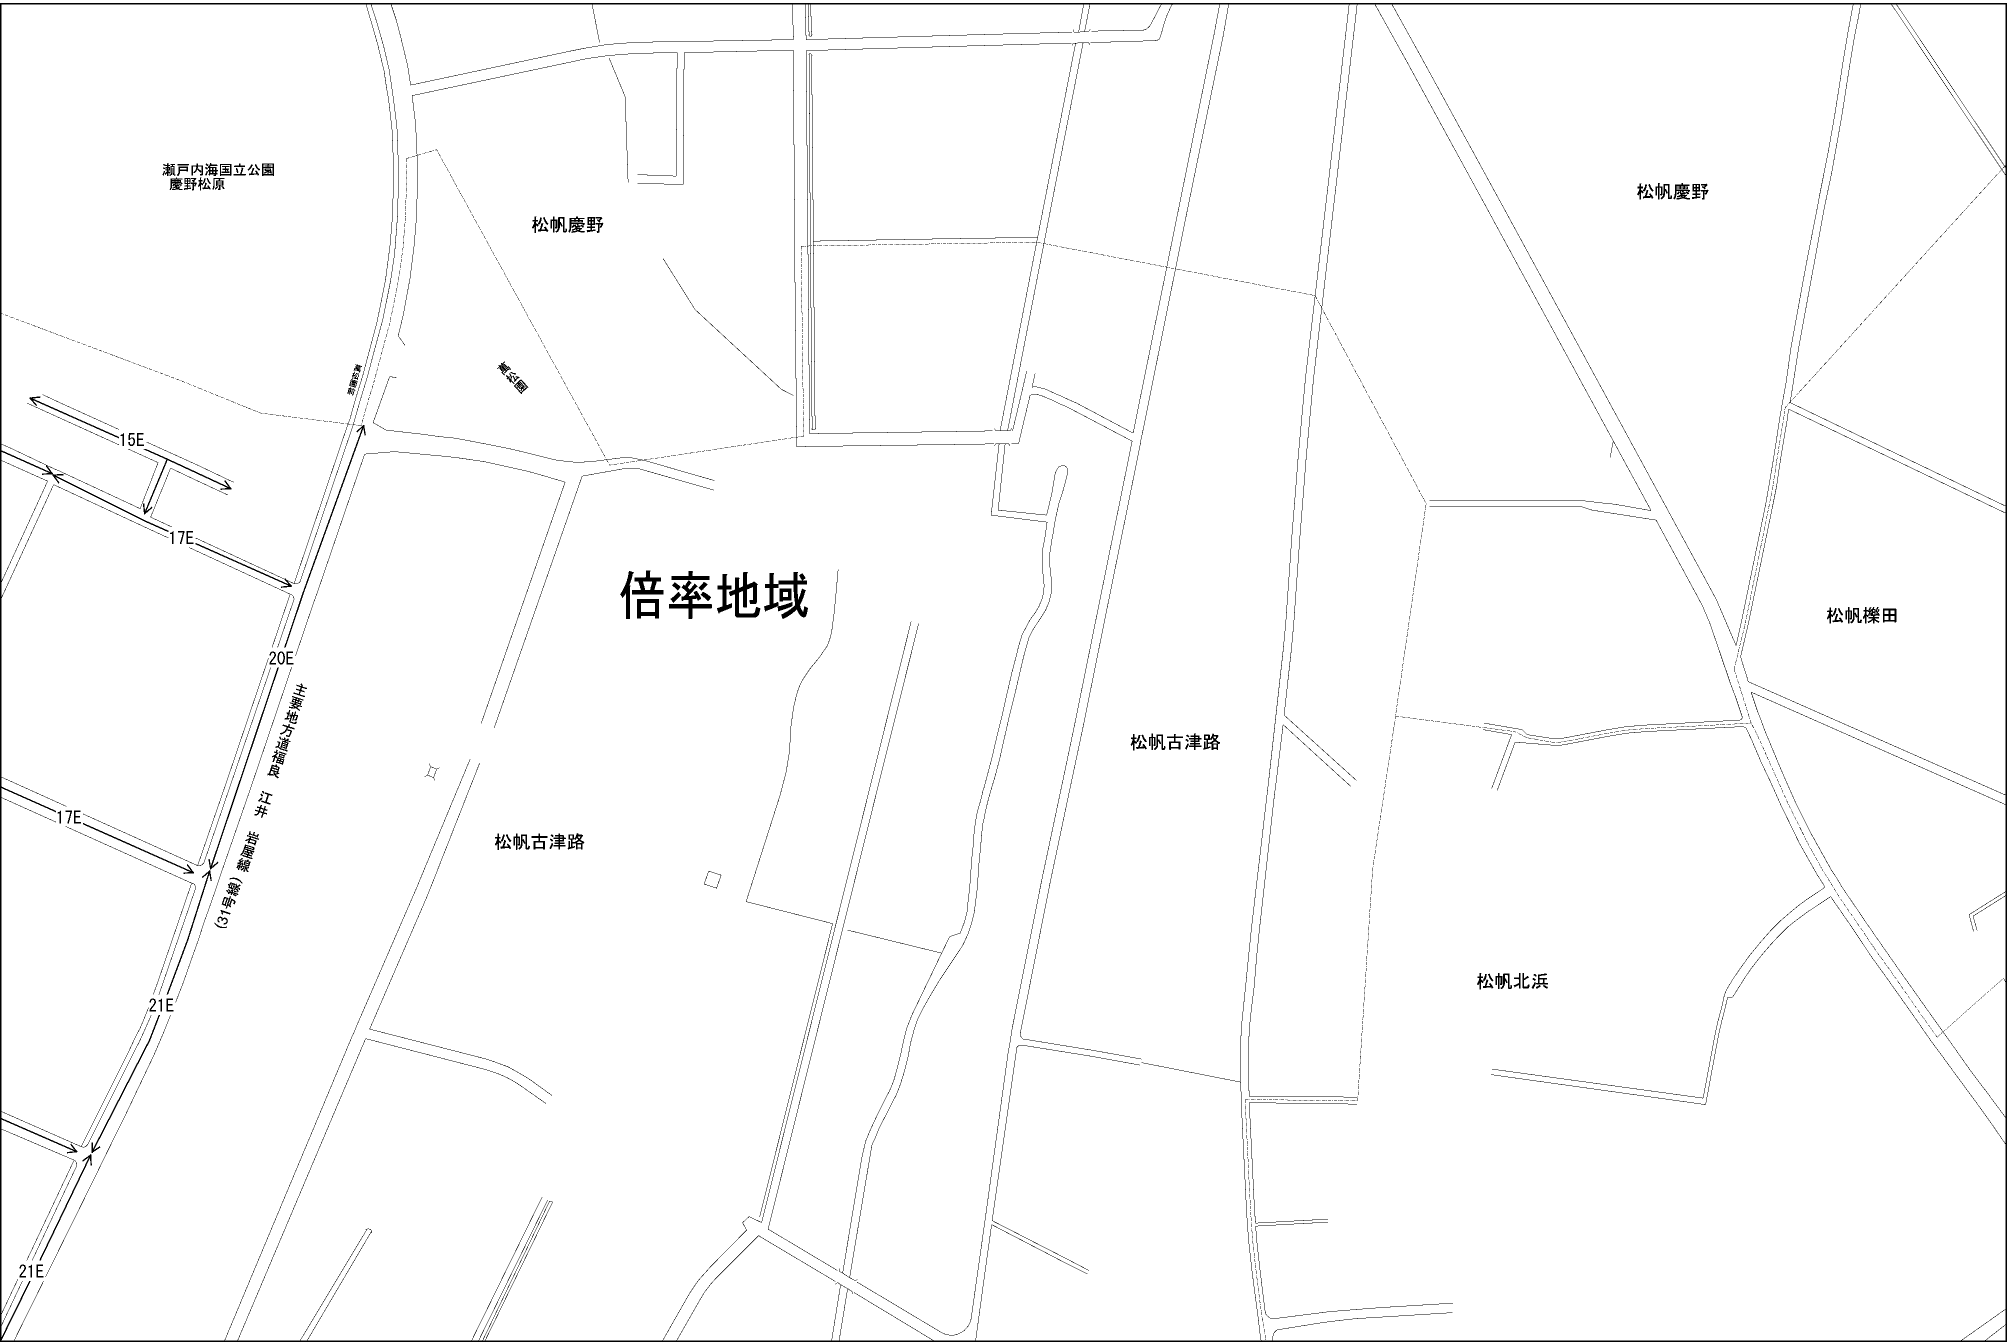 瀬戸内海国立公園
慶野松原
松帆慶野
松帆慶野
萬松園
15E
17E
倍率地域
松帆櫟田
20E
主要地方道福良 江井 岩屋線
(31号線)
松帆古津路
17E
松帆古津路
松帆北浜
21E
21E